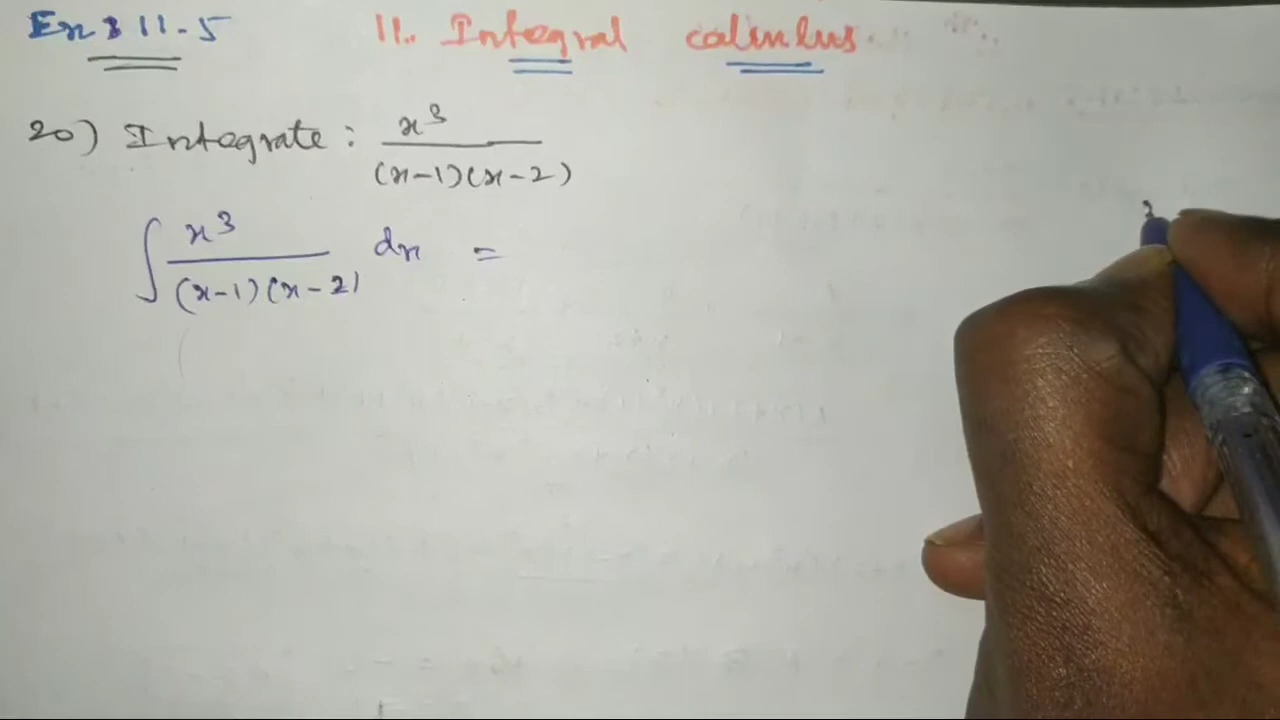 Ex : 11.5 11. Integral calculus
20) Integrate : x³
(x-1)(x-2)
∫ x³ dx =
(x-1)(x-2)